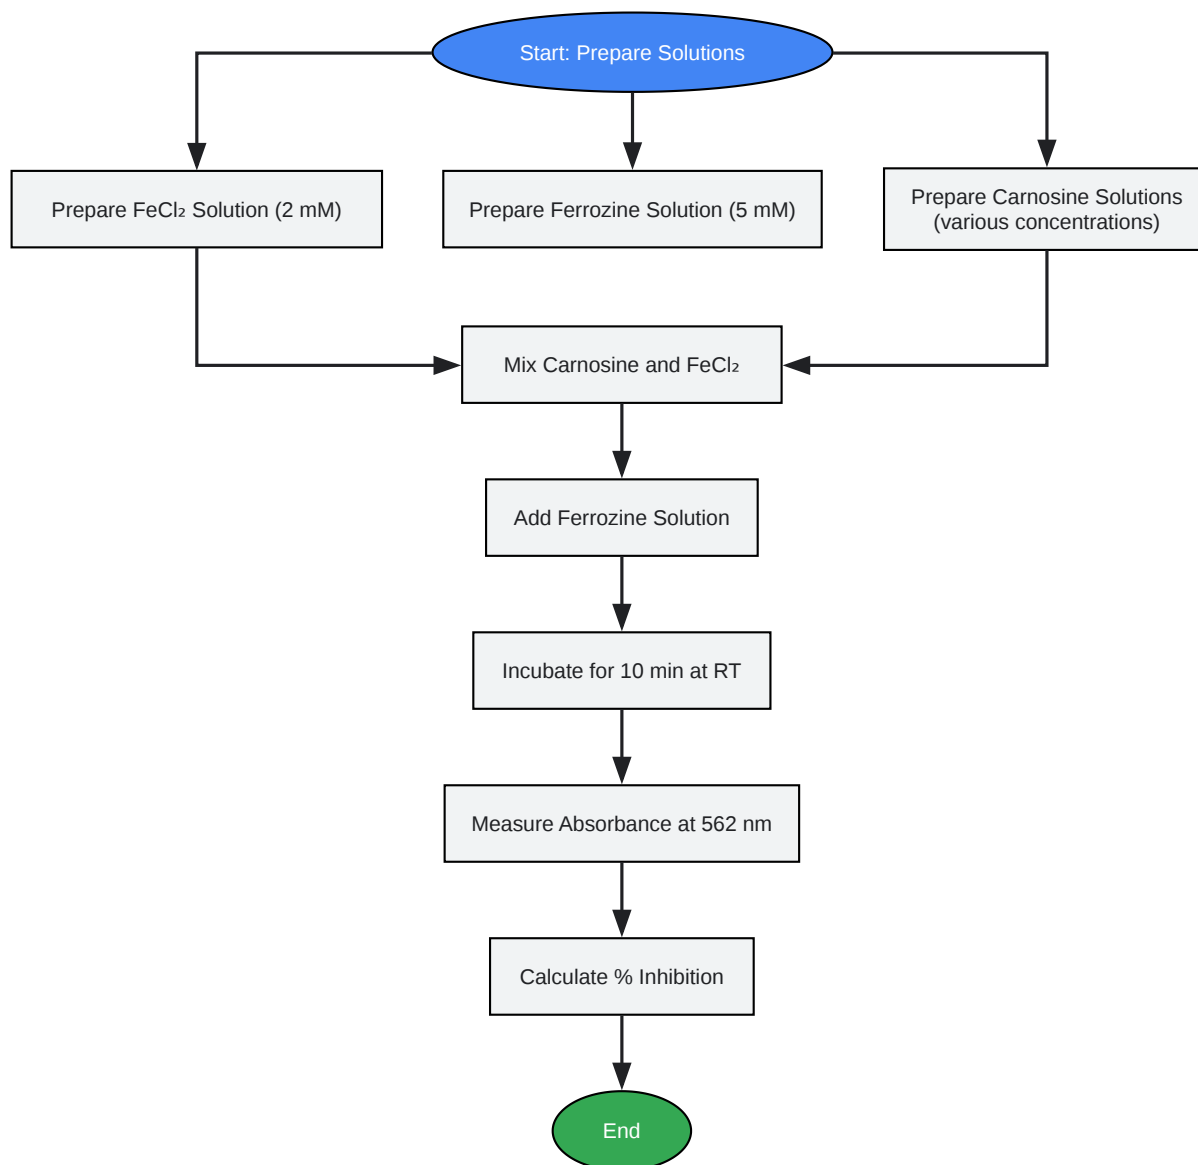 Start: Prepare Solutions
Prepare FeCl₂ Solution (2 mM)
Prepare Ferrozine Solution (5 mM)
Prepare Carnosine Solutions
(various concentrations)
Mix Carnosine and FeCl₂
Add Ferrozine Solution
Incubate for 10 min at RT
Measure Absorbance at 562 nm
Calculate % Inhibition
End